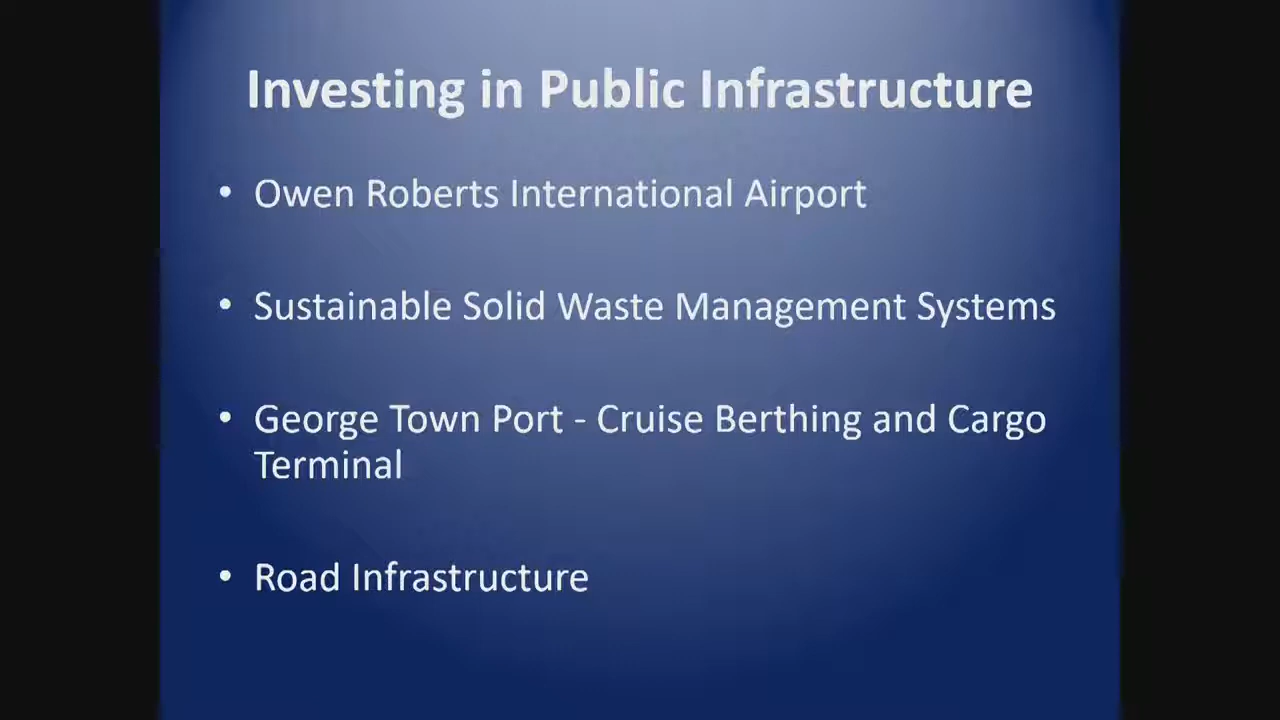 Investing in Public Infrastructure
• Owen Roberts International Airport
• Sustainable Solid Waste Management Systems
• George Town Port - Cruise Berthing and Cargo
Terminal
• Road Infrastructure